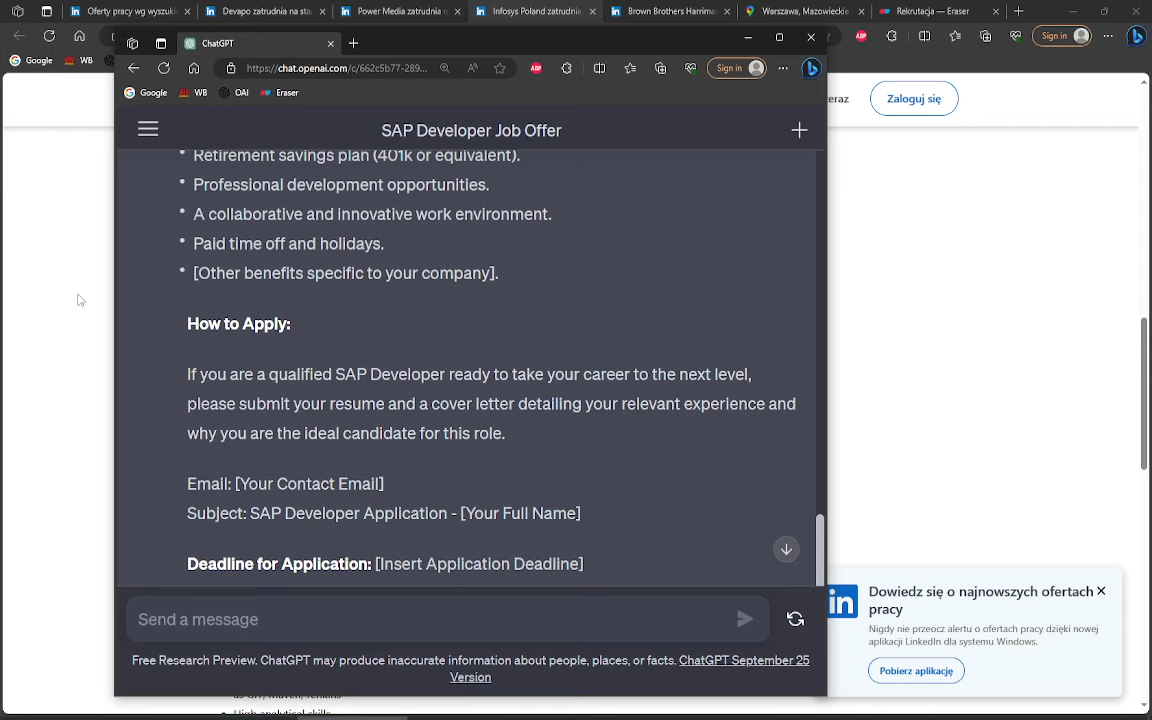 Oferty pracy wg wyszuki
Devapo zatrudnia na sta
Power Media zatrudnia n
Infosys Poland zatrudnia
Brown Brothers Harrima
Warszawa, Mazowieckie
Rekrutacja — Eraser
Sign in
Google
WB
ChatGPT
https://chat.openai.com/c/662c5b77-289...
Sign in
Google
WB
OAI
Eraser
eraz
Zaloguj się
SAP Developer Job Offer
• Retirement savings plan (401k or equivalent).
• Professional development opportunities.
• A collaborative and innovative work environment.
• Paid time off and holidays.
• [Other benefits specific to your company].
How to Apply:
If you are a qualified SAP Developer ready to take your career to the next level,
please submit your resume and a cover letter detailing your relevant experience and
why you are the ideal candidate for this role.
Email: [Your Contact Email]
Subject: SAP Developer Application - [Your Full Name]
Deadline for Application: [Insert Application Deadline]
Send a message
Free Research Preview. ChatGPT may produce inaccurate information about people, places, or facts. ChatGPT September 25
Version
in
Dowiedz się o najnowszych ofertach
pracy
Nigdy nie przeocz alertu o ofertach pracy dzięki nowej
aplikacji LinkedIn dla systemu Windows.
Pobierz aplikację
High analytical skills